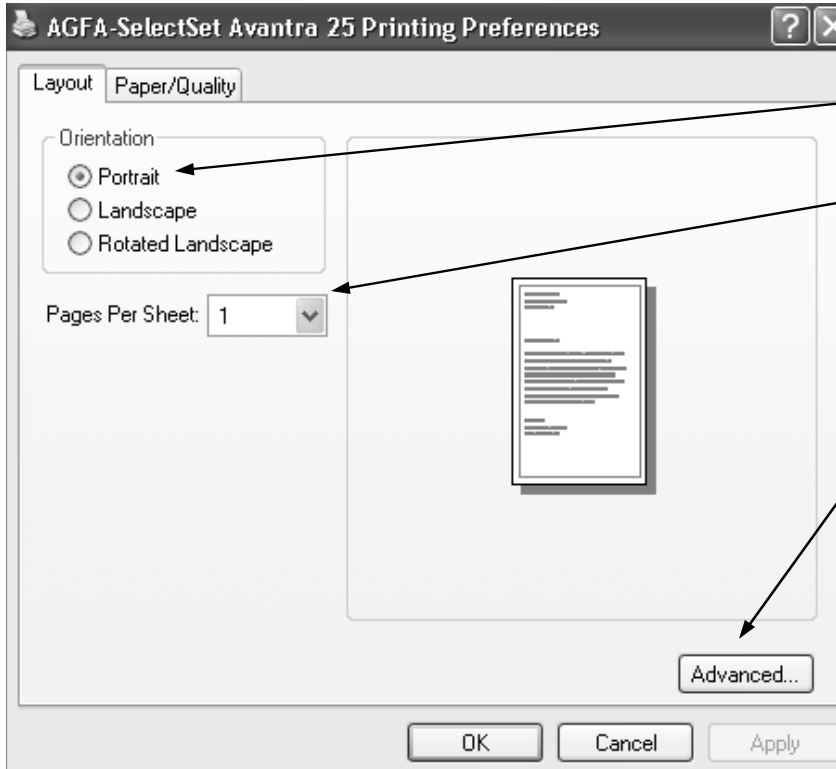 AGFA-SelectSet Avantra 25 Printing Preferences
Layout
Paper/Quality
Orientation
Portrait
Landscape
Rotated Landscape
Pages Per Sheet:
1
Advanced...
OK
Cancel
Apply